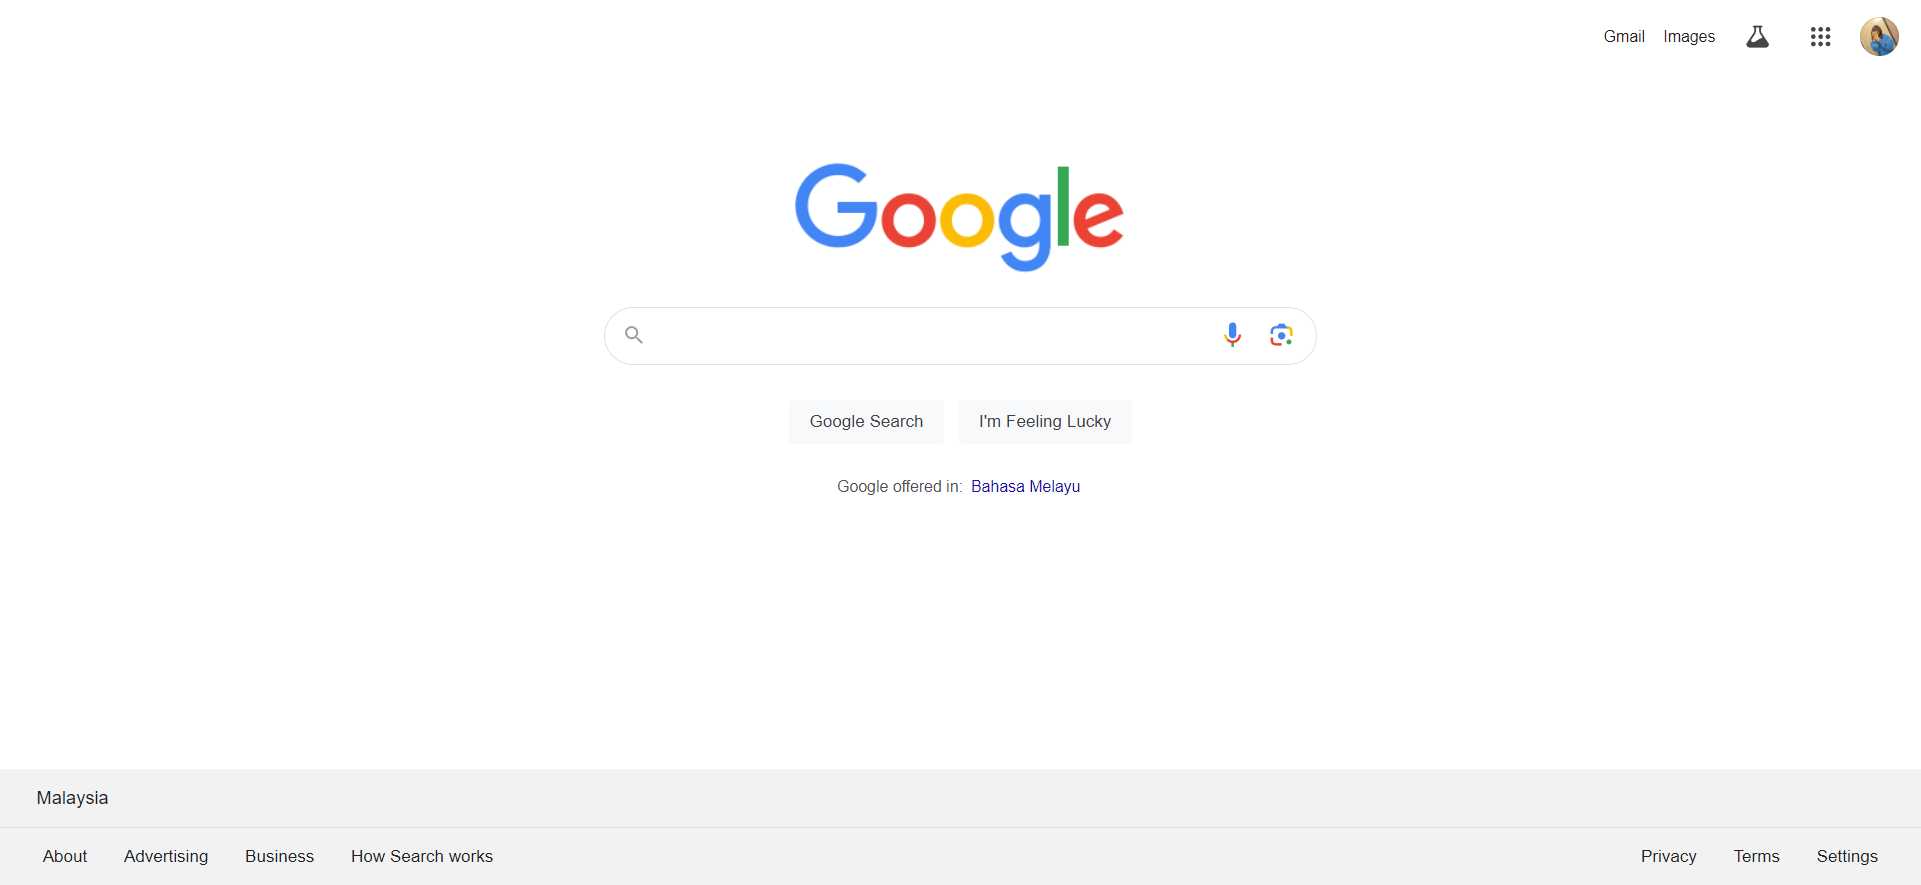 Gmail Images
Google
Google Search I'm Feeling Lucky
Google offered in: Bahasa Melayu
Malaysia
About Advertising Business How Search works Privacy Terms Settings